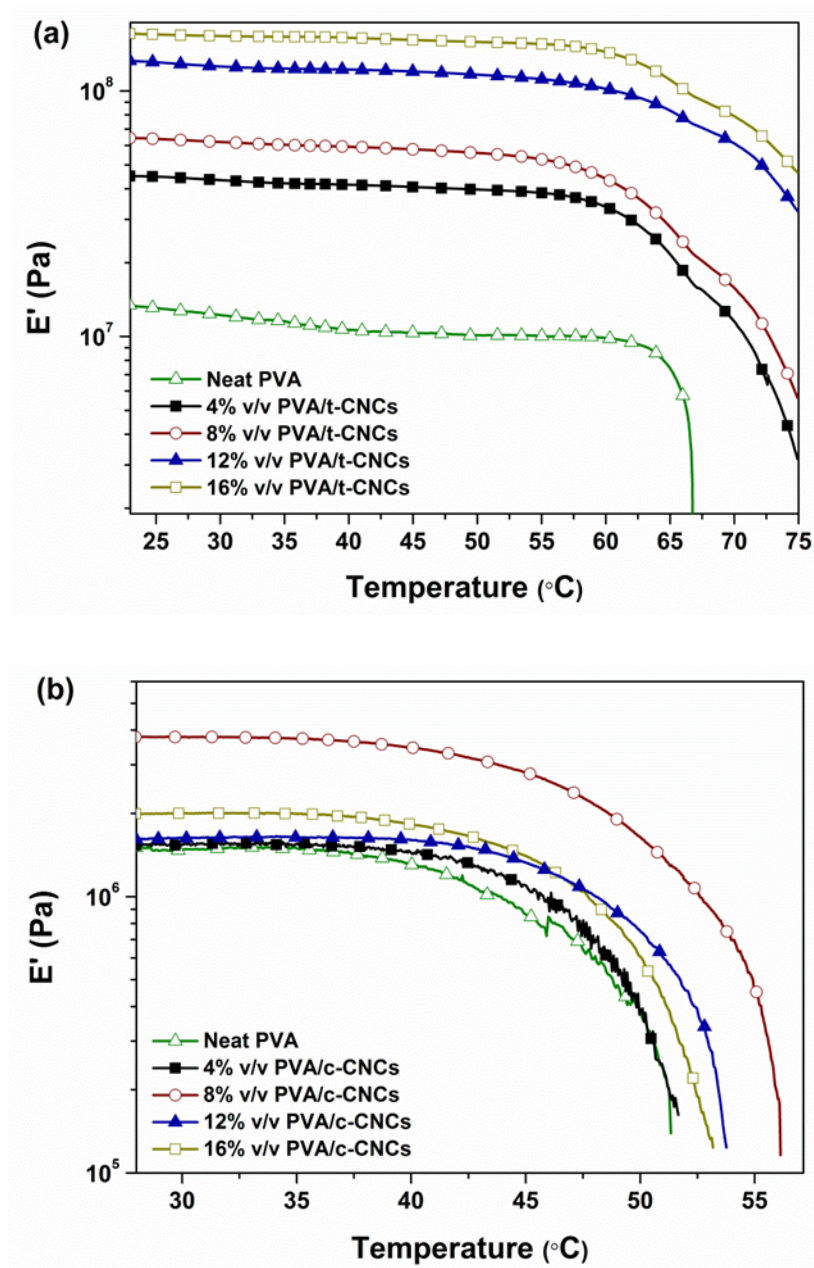 (a)
10⁸
10⁷
E' (Pa)
Neat PVA
4% v/v PVA/t-CNCs
8% v/v PVA/t-CNCs
12% v/v PVA/t-CNCs
16% v/v PVA/t-CNCs
25 30 35 40 45 50 55 60 65 70 75
Temperature (◦C)
(b)
10⁶
10⁵
E' (Pa)
Neat PVA
4% v/v PVA/c-CNCs
8% v/v PVA/c-CNCs
12% v/v PVA/c-CNCs
16% v/v PVA/c-CNCs
30 35 40 45 50 55
Temperature (◦C)